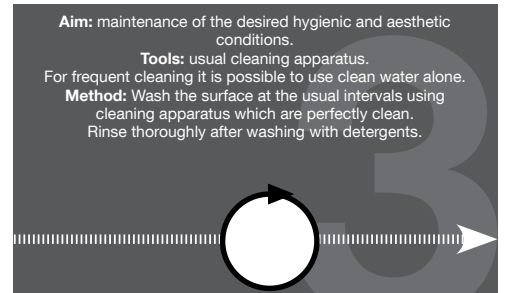 Aim: maintenance of the desired hygienic and aesthetic
conditions.
Tools: usual cleaning apparatus.
For frequent cleaning it is possible to use clean water alone.
Method: Wash the surface at the usual intervals using
cleaning apparatus which are perfectly clean.
Rinse thoroughly after washing with detergents.
3